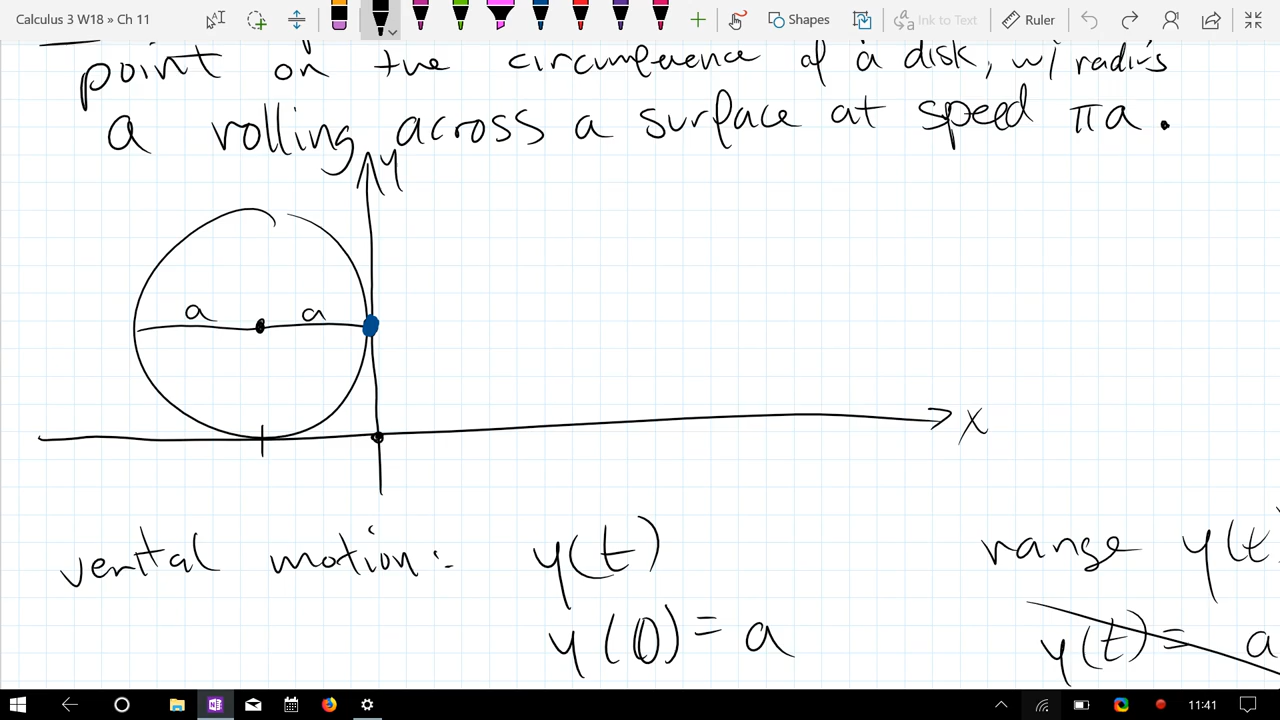 Calculus 3 W18 » Ch 11
Shapes
Ink to Text
Ruler
point on the circumference of a disk, w/ radius
a rolling across a surface at speed πa.
y
a a
x
vertital motion: y(t) range y(t)
y(0) = a y(t) = a
11:41